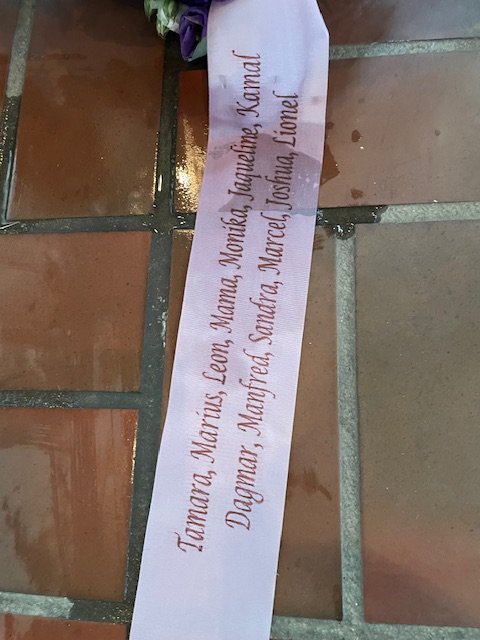 Tamara, Marius, Leon, Mama, Monika, Jaqueline, Kamal
Dagmar, Manfred, Sandra, Marcel, Joshua, Lionel